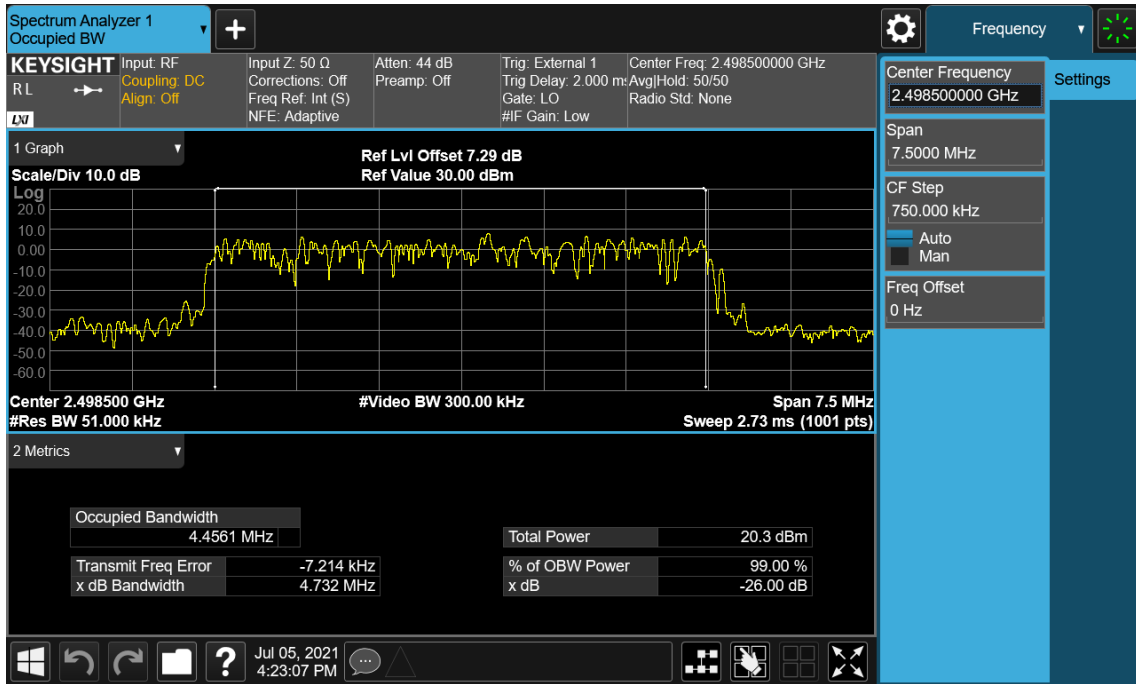 Spectrum Analyzer 1
Occupied BW
Frequency
KEYSIGHT
R L
LXI
Input: RF
Coupling: DC
Align: Off
Input Z: 50 Ω
Corrections: Off
Freq Ref: Int (S)
NFE: Adaptive
Atten: 44 dB
Preamp: Off
Trig: External 1
Trig Delay: 2.000 ms
Gate: LO
#IF Gain: Low
Center Freq: 2.498500000 GHz
Avg|Hold: 50/50
Radio Std: None
Center Frequency
2.498500000 GHz
Settings
Span
7.5000 MHz
CF Step
750.000 kHz
Auto
Man
Freq Offset
0 Hz
1 Graph
Ref Lvl Offset 7.29 dB
Scale/Div 10.0 dB
Ref Value 30.00 dBm
Log
20.0
10.0
0.00
-10.0
-20.0
-30.0
-40.0
-50.0
-60.0
Center 2.498500 GHz
#Video BW 300.00 kHz
Span 7.5 MHz
#Res BW 51.000 kHz
Sweep 2.73 ms (1001 pts)
2 Metrics
Occupied Bandwidth
4.4561 MHz
Total Power 20.3 dBm
Transmit Freq Error -7.214 kHz
% of OBW Power 99.00 %
x dB Bandwidth 4.732 MHz
x dB -26.00 dB
Jul 05, 2021
4:23:07 PM